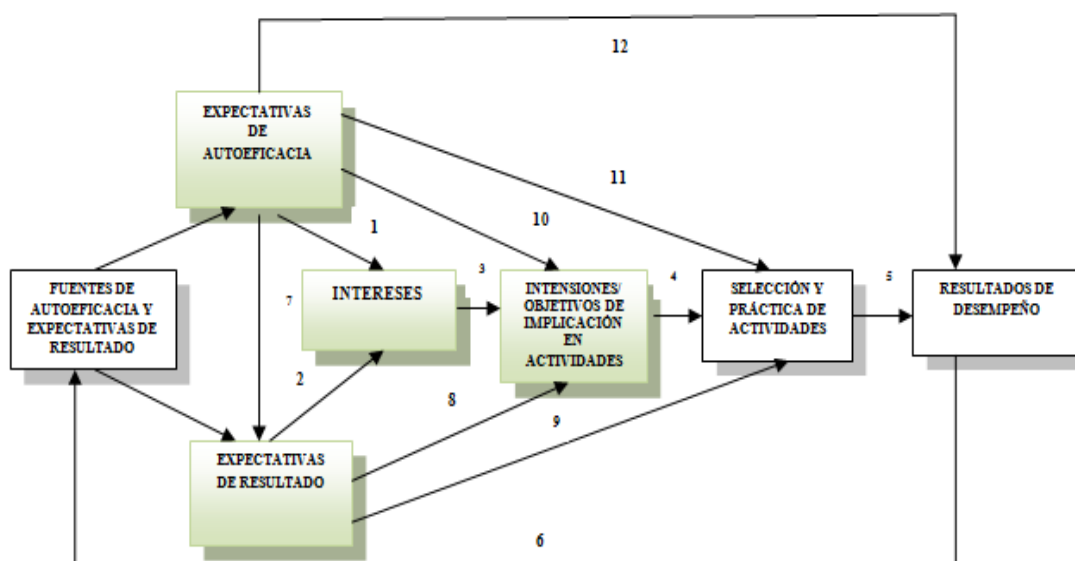 12
EXPECTATIVAS
DE
AUTOEFICACIA
11
10
1
FUENTES DE
AUTOEFICACIA Y
EXPECTATIVAS DE
RESULTADO
7
INTERESES
3
INTENSIONES/
OBJETIVOS DE
IMPLICACIÓN
EN
ACTIVIDADES
4
SELECCIÓN Y
PRÁCTICA DE
ACTIVIDADES
5
RESULTADOS DE
DESEMPEÑO
2
8
9
EXPECTATIVAS
DE RESULTADO
6